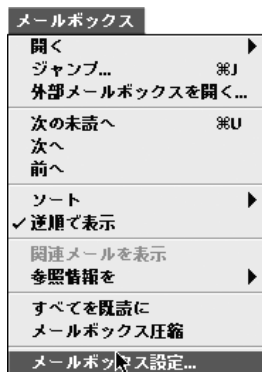 メールボックス
開く
ジャンプ... ⌘J
外部メールボックスを開く...
次の未読へ ⌘U
次へ
前へ
ソート
✓逆順で表示
関連メールを表示
参照情報を
すべてを既読に
メールボックス圧縮
メールボックス設定...